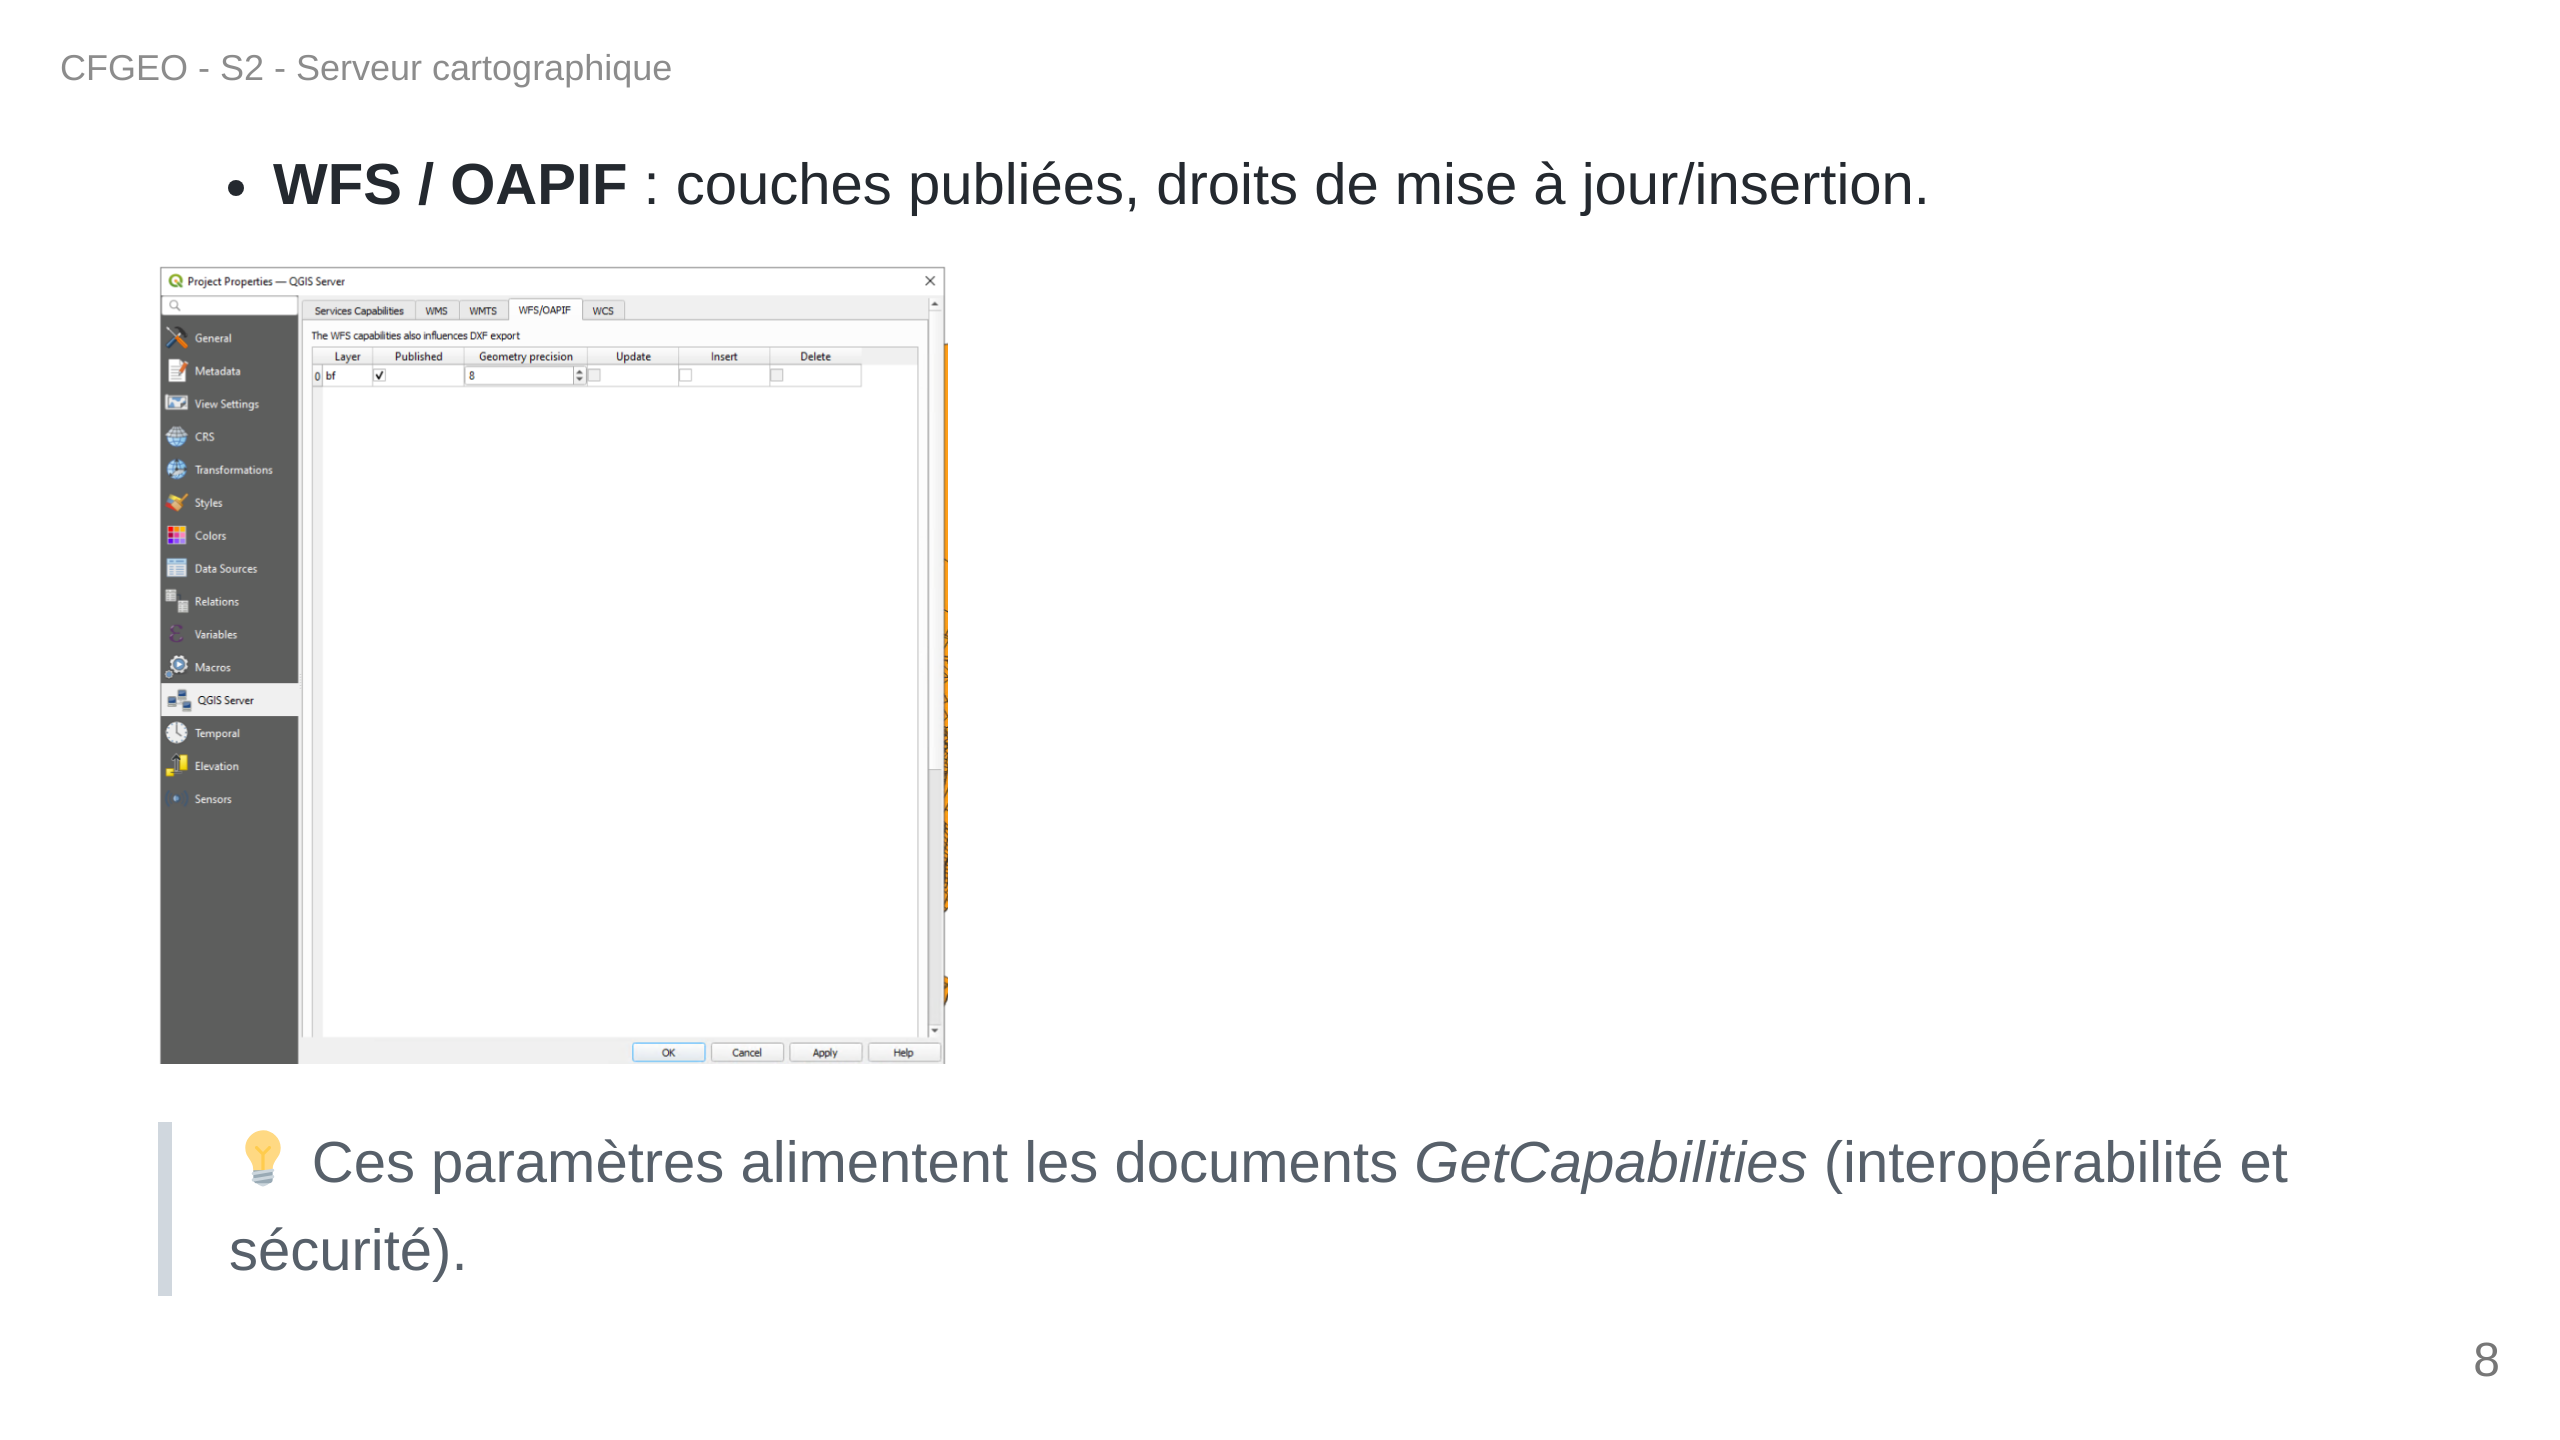 CFGEO - S2 - Serveur cartographique
• WFS / OAPIF : couches publiées, droits de mise à jour/insertion.
Project Properties — QGIS Server
Services Capabilities WMS WMTS WFS/OAPIF WCS
The WFS capabilities also influences DXF export
Layer Published Geometry precision Update Insert Delete
0 bf 8
General
Metadata
View Settings
CRS
Transformations
Styles
Colors
Data Sources
Relations
Variables
Macros
QGIS Server
Temporal
Elevation
Sensors
OK Cancel Apply Help
💡 Ces paramètres alimentent les documents GetCapabilities (interopérabilité et
sécurité).
8